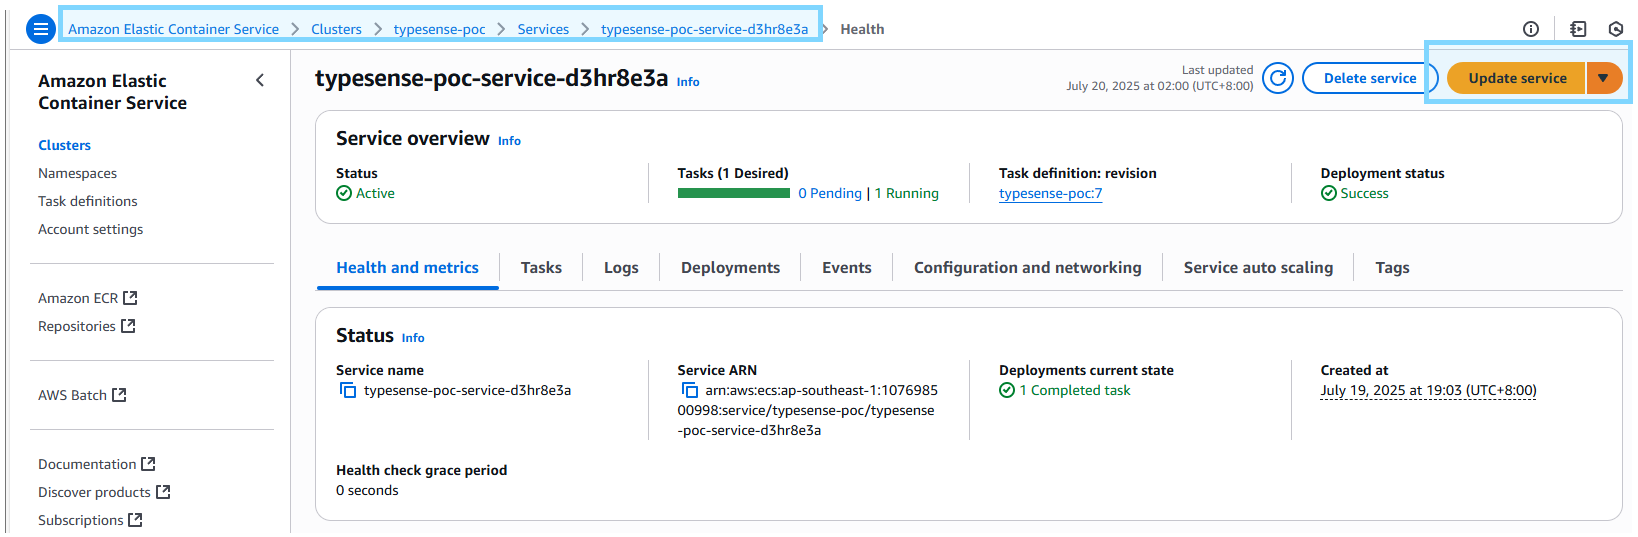 Amazon Elastic Container Service > Clusters > typesense-poc > Services > typesense-poc-service-d3hr8e3a > Health
Amazon Elastic
Container Service
Clusters
Namespaces
Task definitions
Account settings
Amazon ECR
Repositories
AWS Batch
Documentation
Discover products
Subscriptions
typesense-poc-service-d3hr8e3a Info
Last updated
July 20, 2025 at 02:00 (UTC+8:00)
Delete service
Update service
Service overview Info
Status
Active
Tasks (1 Desired)
0 Pending | 1 Running
Task definition: revision
typesense-poc:7
Deployment status
Success
Health and metrics Tasks Logs Deployments Events Configuration and networking Service auto scaling Tags
Status Info
Service name
typesense-poc-service-d3hr8e3a
Service ARN
arn:aws:ecs:ap-southeast-1:1076985
00998:service/typesense-poc/typesense
-poc-service-d3hr8e3a
Deployments current state
1 Completed task
Created at
July 19, 2025 at 19:03 (UTC+8:00)
Health check grace period
0 seconds